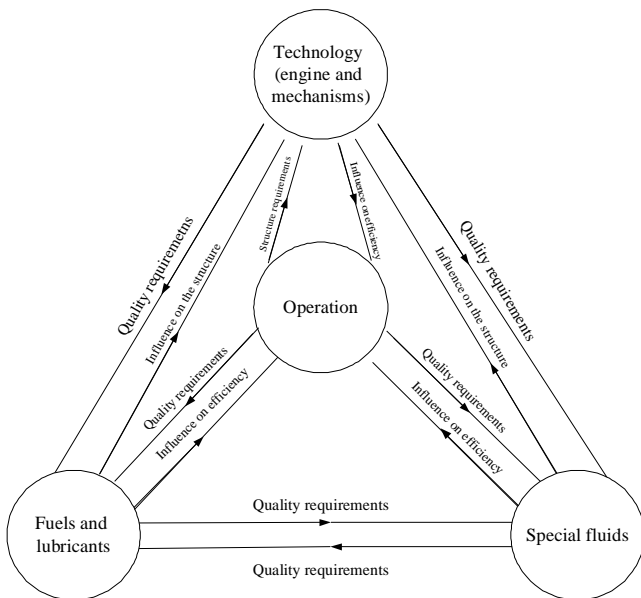 Technology
(engine and
mechanisms)
Quality requiremetns
Influence on the structure
Structure requirements
Influence on efficiency
Influence on the structure
Quality requirements
Operation
Quality requirements
Influence on efficiency
Quality requirements
Influence on efficiency
Fuels and
lubricants
Quality requirements
Quality requirements
Special fluids